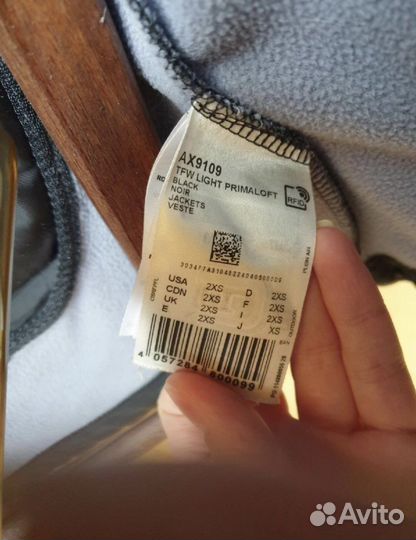 AX9109
TFW LIGHT PRIMALOFT
BLACK
NOIR
JACKETS
VESTE
RFID
USA 2XS D 2XS
CDN 2XS F 2XS
UK 2XS I 2XS
E 2XS J XS
OUTDOOR
4 057284 800099
Avito